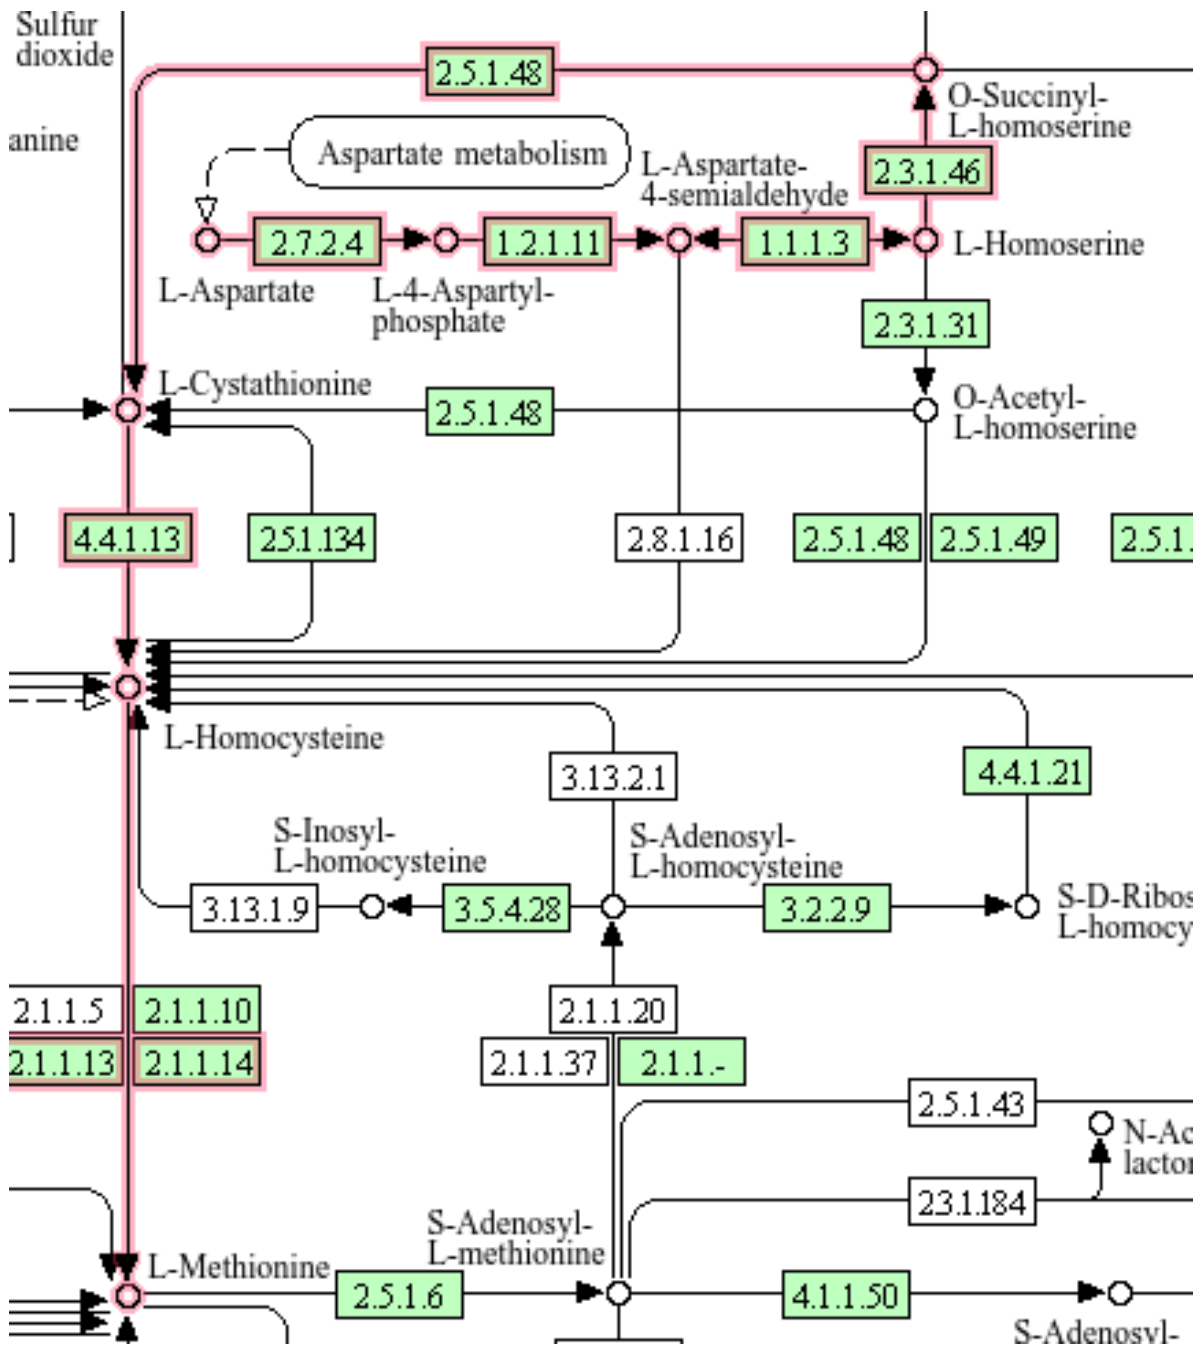 Sulfur
dioxide
2.5.1.48
O-Succinyl-
L-homoserine
anine
Aspartate metabolism
L-Aspartate-
4-semialdehyde
2.3.1.46
2.7.2.4
1.2.1.11
1.1.1.3
L-Homoserine
L-Aspartate
L-4-Aspartyl-
phosphate
2.3.1.31
L-Cystathionine
2.5.1.48
O-Acetyl-
L-homoserine
4.4.1.13
2.5.1.134
2.8.1.16
2.5.1.48
2.5.1.49
2.5.1.
L-Homocysteine
3.13.2.1
4.4.1.21
S-Inosyl-
L-homocysteine
S-Adenosyl-
L-homocysteine
3.13.1.9
3.5.4.28
3.2.2.9
S-D-Ribos
L-homocy
2.1.1.5
2.1.1.10
2.1.1.20
2.1.1.13
2.1.1.14
2.1.1.37
2.1.1.-
2.5.1.43
N-Ac
lactor
2.3.1.184
S-Adenosyl-
L-methionine
L-Methionine
2.5.1.6
4.1.1.50
S-Adenosyl-